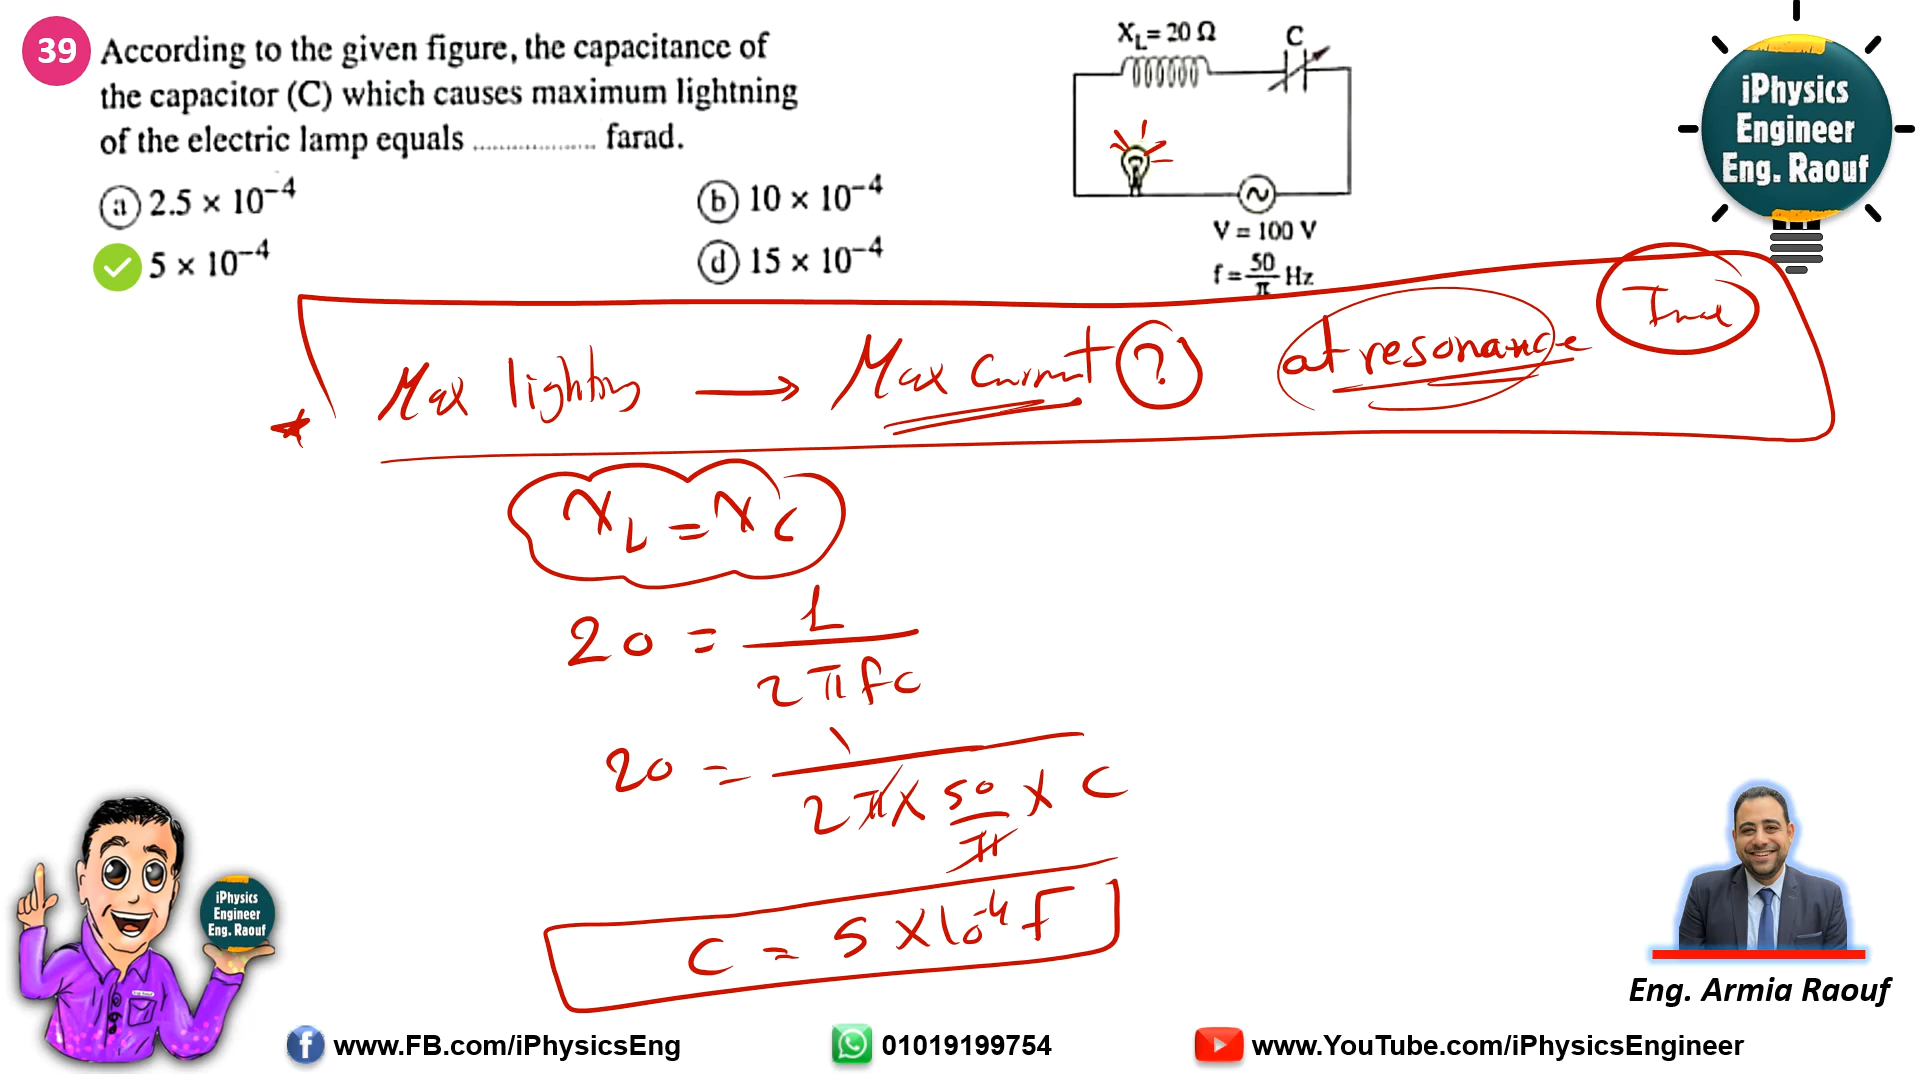 39 According to the given figure, the capacitance of
the capacitor (C) which causes maximum lightning
of the electric lamp equals .................. farad.
a 2.5 × 10⁻⁴
b 10 × 10⁻⁴
5 × 10⁻⁴
d 15 × 10⁻⁴
X_L = 20 Ω
C
V = 100 V
f = 50/π Hz
iPhysics
Engineer
Eng. Raouf
Max lighting → Max Current ? at resonance
X_L = X_C
20 = 1/(2πfc)
20 = 1/(2π × 50/π × C)
C = 5 × 10⁻⁴ f
iPhysics
Engineer
Eng. Raouf
Eng. Armia Raouf
www.FB.com/iPhysicsEng
01019199754
www.YouTube.com/iPhysicsEngineer